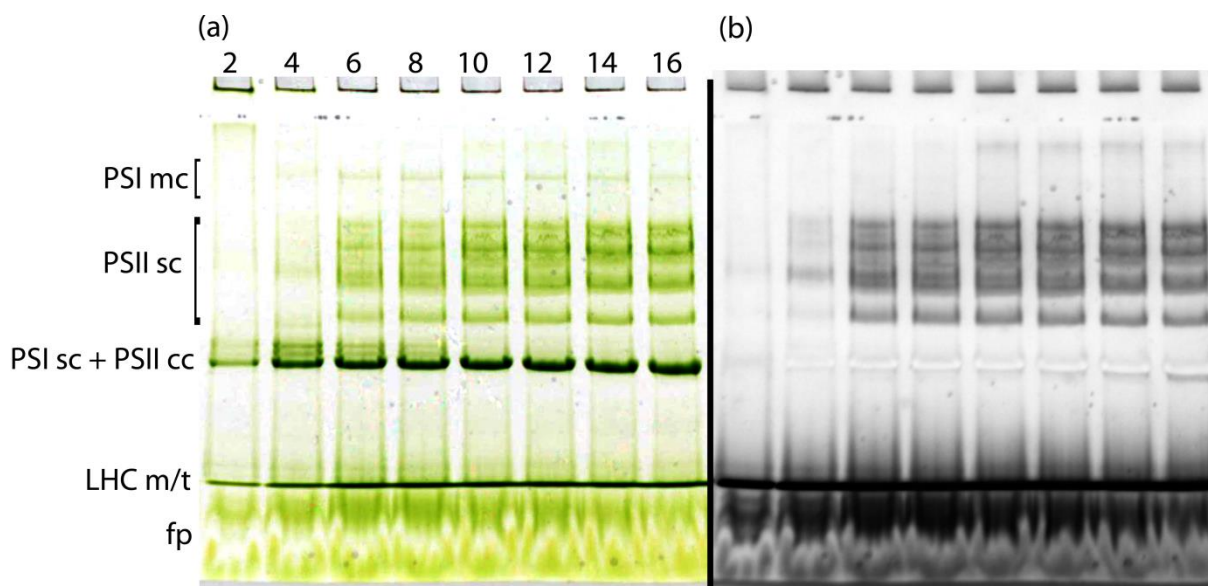 (a)
(b)
2 4 6 8 10 12 14 16
PSI mc
PSII sc
PSI sc + PSII cc
LHC m/t
fp